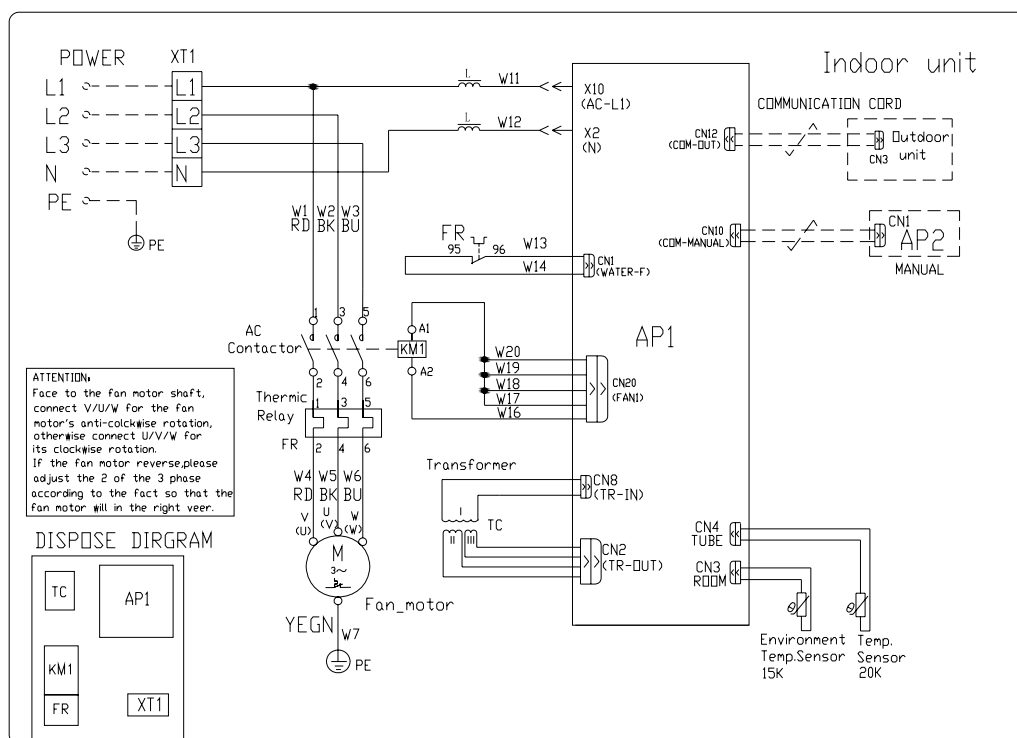 POWER XT1
Indoor unit
L1 L1 L W11 X10
(AC-L1)
L2 L2 COMMUNICATION CORD
L W12 X2
(N)
CN12
(COM-OUT)
CN3 Outdoor
unit
L3 L3
N N
PE
PE
W1 W2 W3
RD BK BU
FR
95 96 W13
W14 CN1
(WATER-F)
CN10
(COM-MANUAL)
CN1
AP2
MANUAL
1 3 5
AC
Contactor
KM1
A1
A2
2 4 6
AP1
W20
W19
W18
W17
W16
CN20
(FAN1)
Thermic
Relay
FR
1 3 5
2 4 6
ATTENTION:
Face to the fan motor shaft,
connect V/U/W for the fan
motor's anti-colckwise rotation,
otherwise connect U/V/W for
its clockwise rotation.
If the fan motor reverse,please
adjust the 2 of the 3 phase
according to the fact so that the
fan motor will in the right veer.
W4 W5 W6
RD BK BU
V U W
(U) (V) (W)
M
3~
Fan_motor
YEGN W7
PE
Transformer
I
II III
TC
CN8
(TR-IN)
CN2
(TR-OUT)
CN4
TUBE
CN3
ROOM
θ θ
Environment
Temp.Sensor
15K
Temp.
Sensor
20K
DISPOSE DIRGRAM
TC AP1
KM1
FR XT1